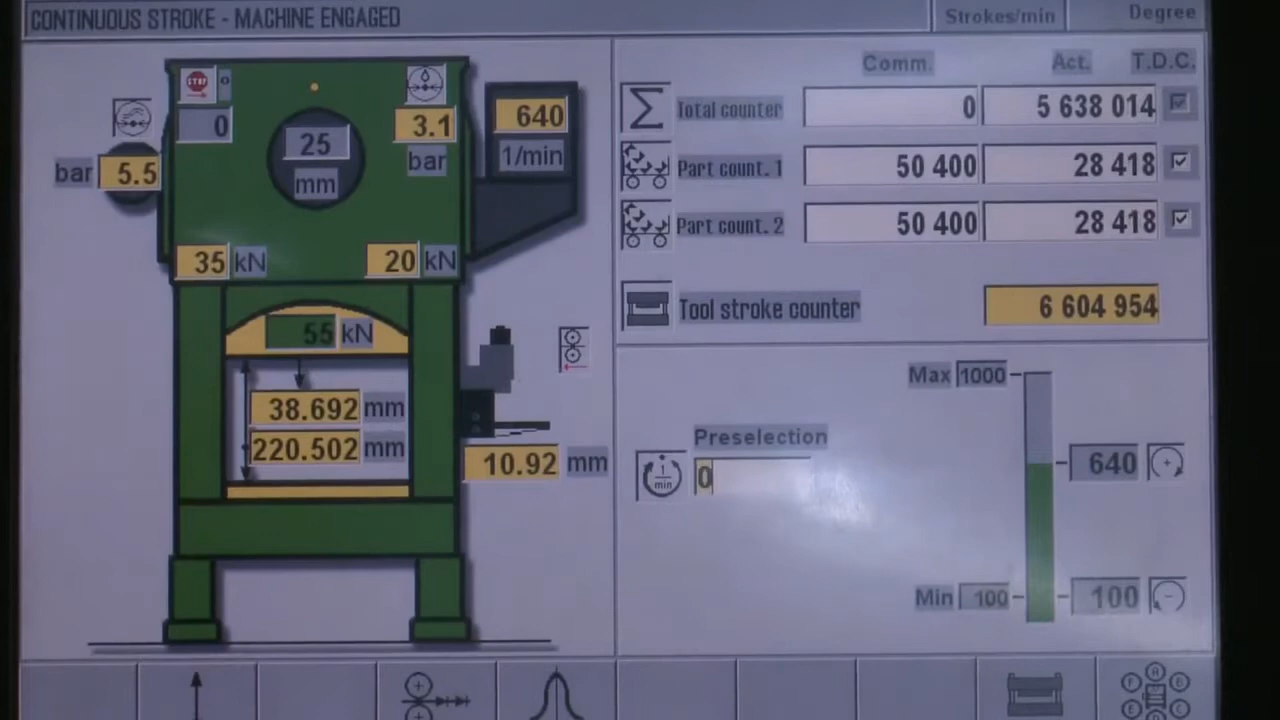 CONTINUOUS STROKE - MACHINE ENGAGED
Strokes/min
Degree
Comm.
Act.
T.D.C.
STOP
0
25
mm
3.1
bar
640
1/min
bar
5.5
35 kN
20 kN
55 kN
38.692 mm
220.502 mm
10.92 mm
Total counter 0 5 638 014
Part count. 1 50 400 28 418
Part count. 2 50 400 28 418
Tool stroke counter 6 604 954
Max 1000
Preselection
1
min
0
640
Min 100
100